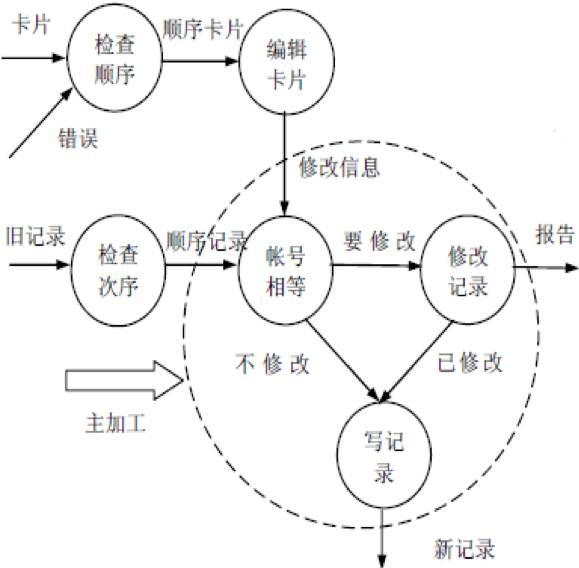 卡片
检查
顺序
顺序卡片
编辑
卡片
错误
修改信息
旧记录
检查
次序
顺序记录
帐号
相等
要修改
修改
记录
报告
不修改
已修改
主加工
写记
录
新记录